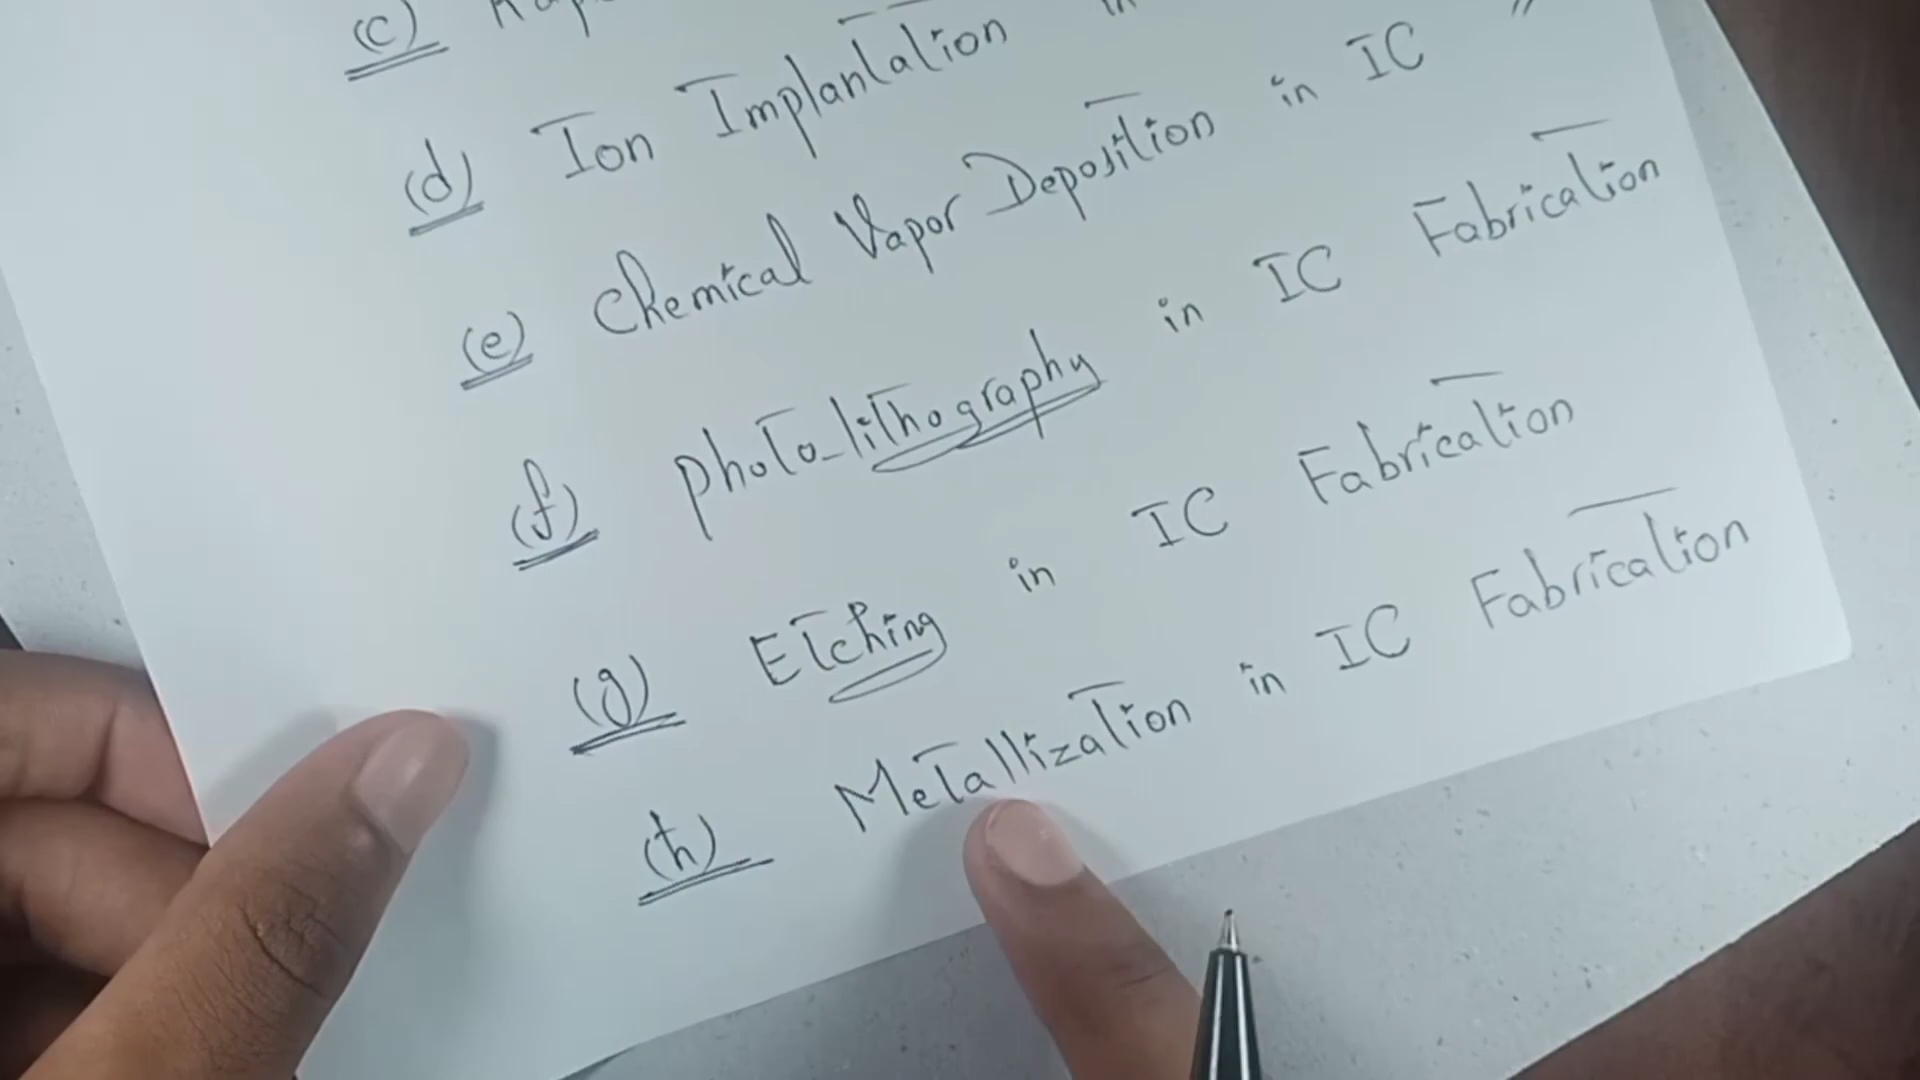 (c)
(d) Ion Implantation in "
(e) Chemical Vapor Deposition in IC
(f) photo-lithography in IC Fabrication
(g) Etching in IC Fabrication
(h) Metallization in IC Fabrication